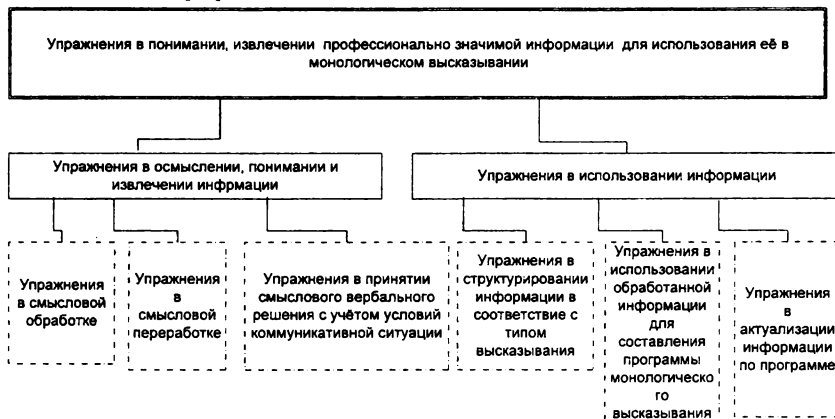 Упражнения в понимании, извлечении профессионально значимой информации для использования её в
монологическом высказывании
Упражнения в осмыслении, понимании и
извлечении инфрмации
Упражнения в использовании информации
Упражнения
в смысловой
обработке
Упражнения
в
смысловой
переработке
Упражнения в принятии
смыслового вербального
решения с учётом условий
коммуникативной ситуации
Упражнения в
структурировании
информации в
соответствие с
типом
высказывания
Упражнения в
использовании
обработанной
информации
для
составления
программы
монологическо
го
высказывания
Упражнения
в
актуализации
информации
по программе